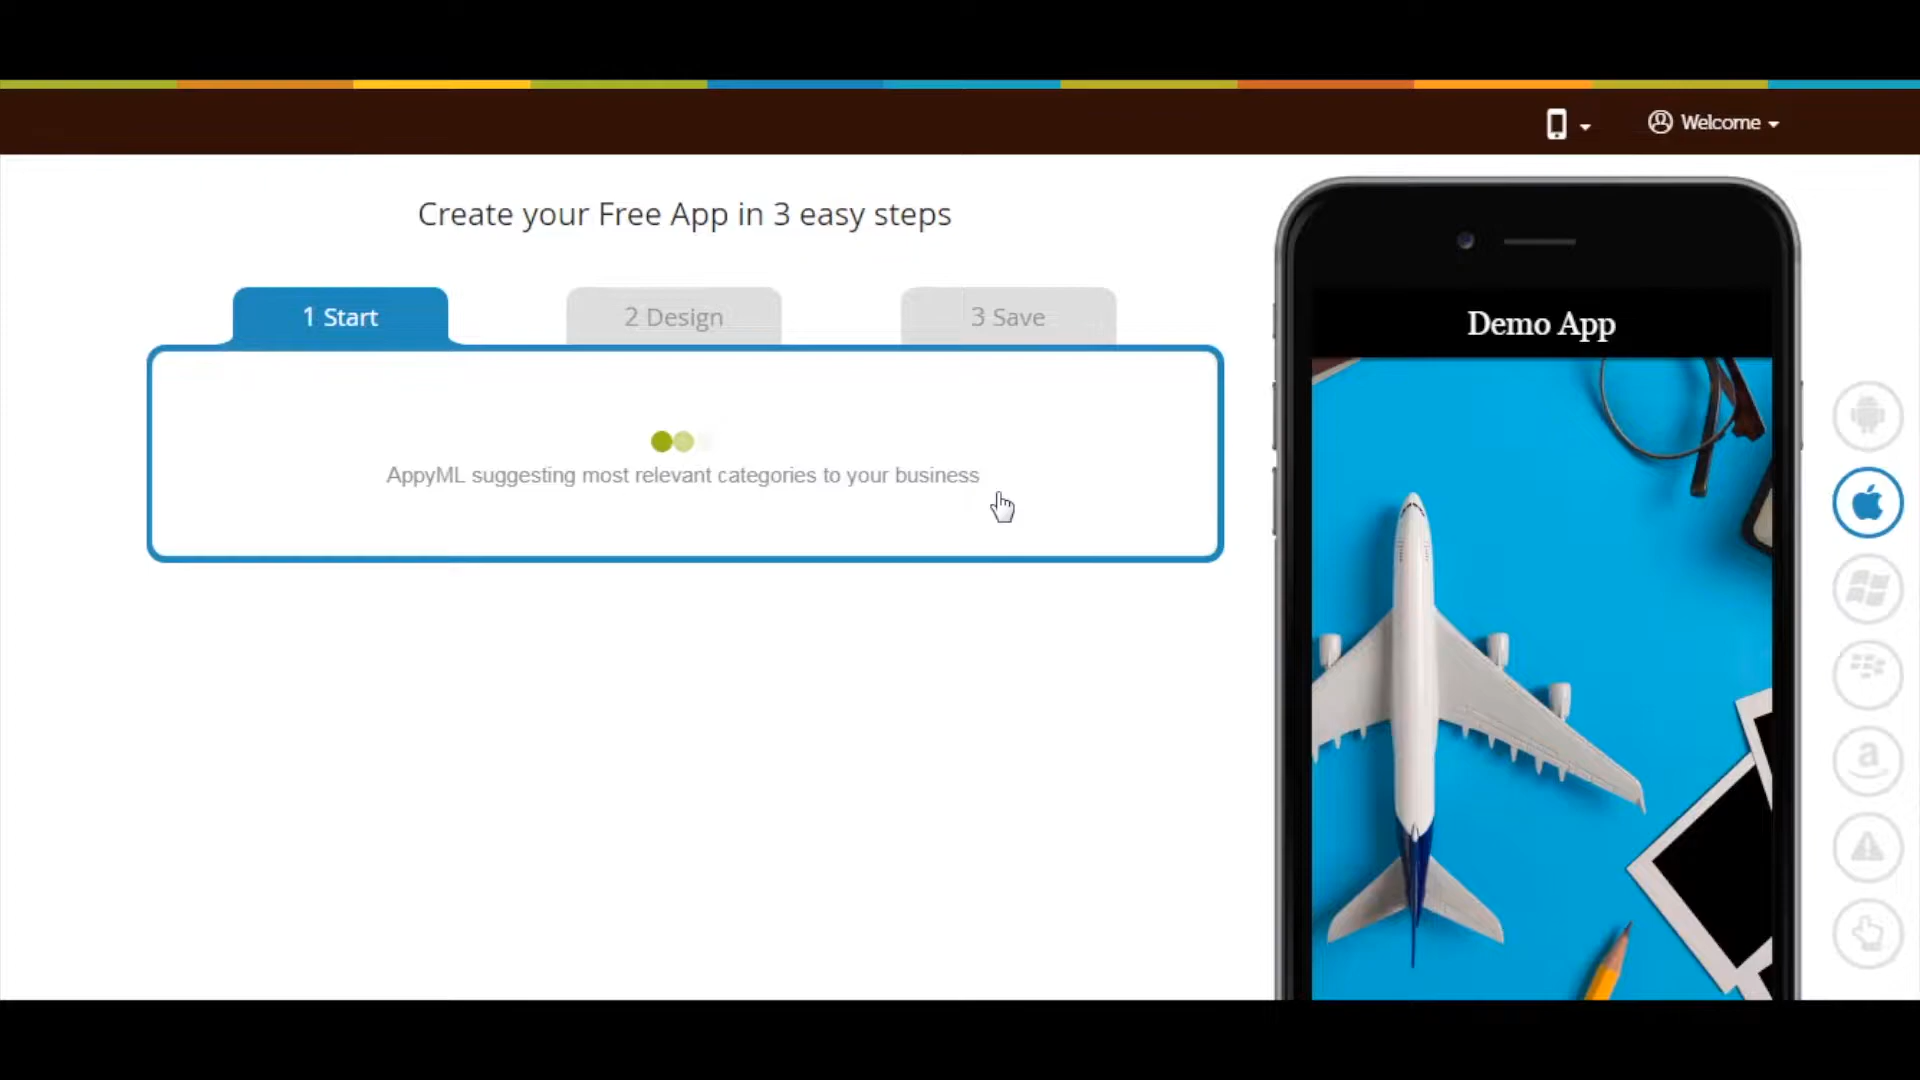 Welcome
Create your Free App in 3 easy steps
1 Start
2 Design
3 Save
AppyML suggesting most relevant categories to your business
Demo App